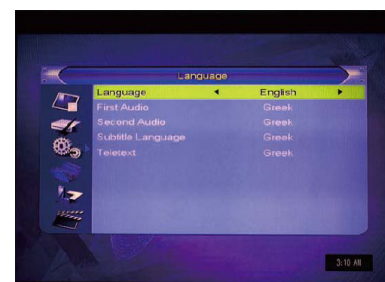 Language
Language English
First Audio Greek
Second Audio Greek
Subtitle Language Greek
Teletext Greek
3:10 AM